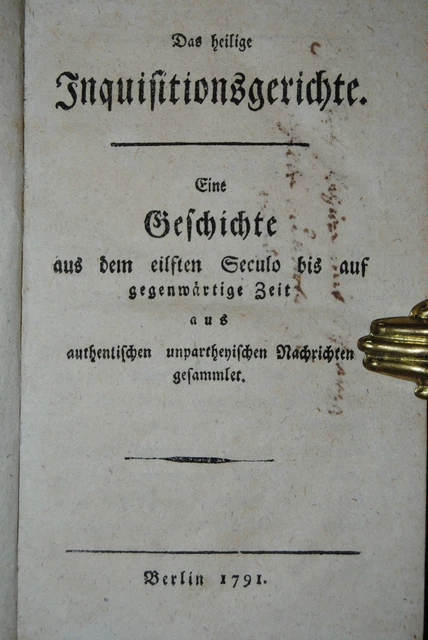 Das heilige
Inquisitionsgerichte.
Eine
Geschichte
aus dem eilften Seculo bis auf
gegenwärtige Zeit
aus
authentischen unpartheyischen Nachrichten
gesammlet.
Berlin 1791.